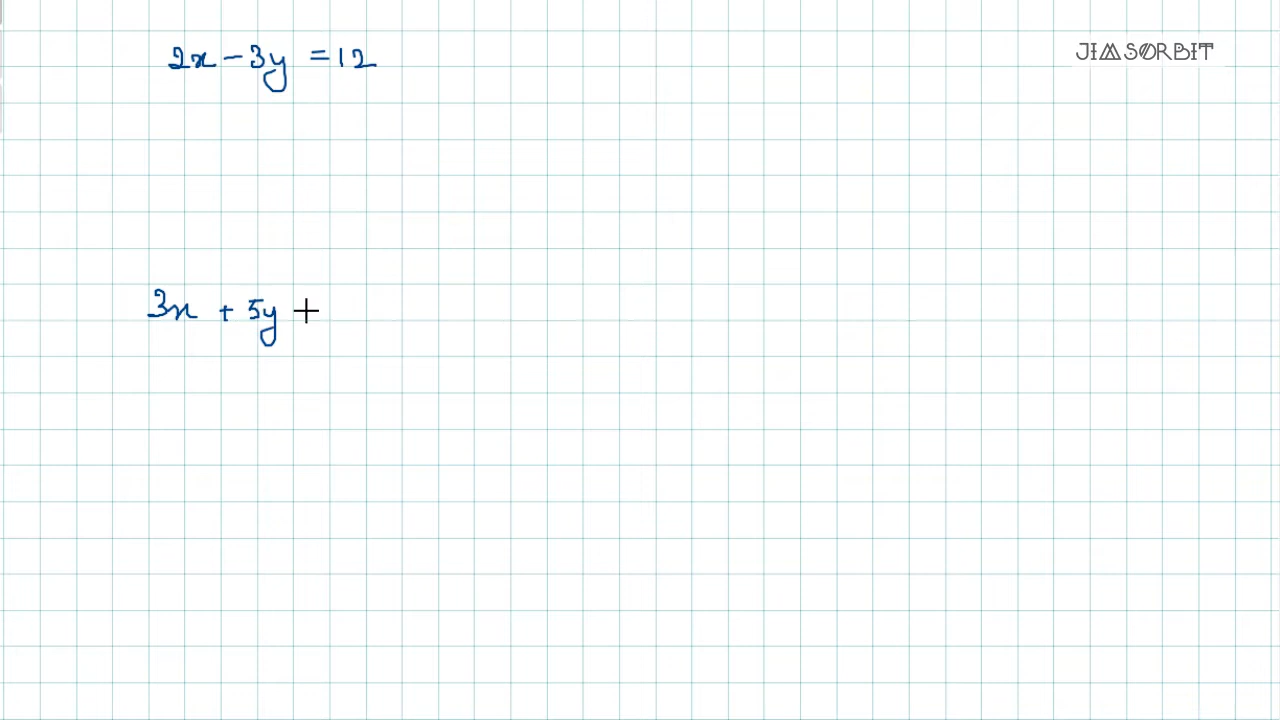 2x - 3y = 12
JIMSORBIT
3x + 5y